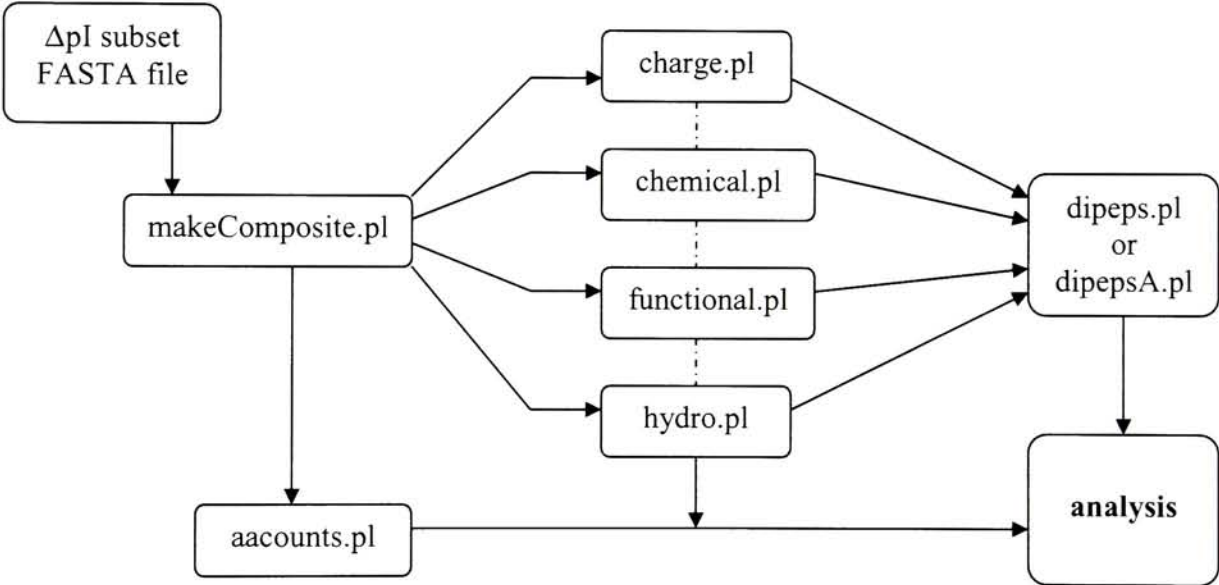 ΔpI subset
FASTA file
makeComposite.pl
charge.pl
chemical.pl
functional.pl
hydro.pl
aacounts.pl
dipeps.pl
or
dipepsA.pl
analysis